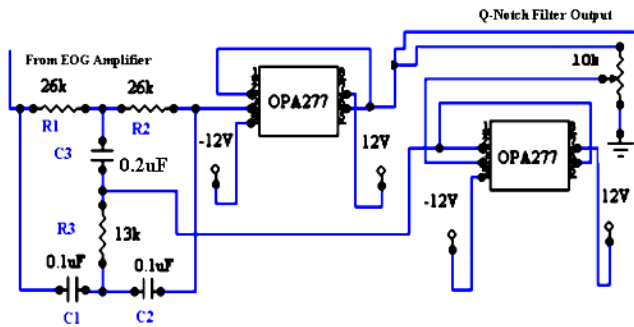 Q-Notch Filter Output
From EOG Amplifier
26k
26k
R1
R2
C3
0.2uF
R3
13k
0.1uF
0.1uF
C1
C2
OPA277
-12V
12V
10k
OPA277
-12V
12V